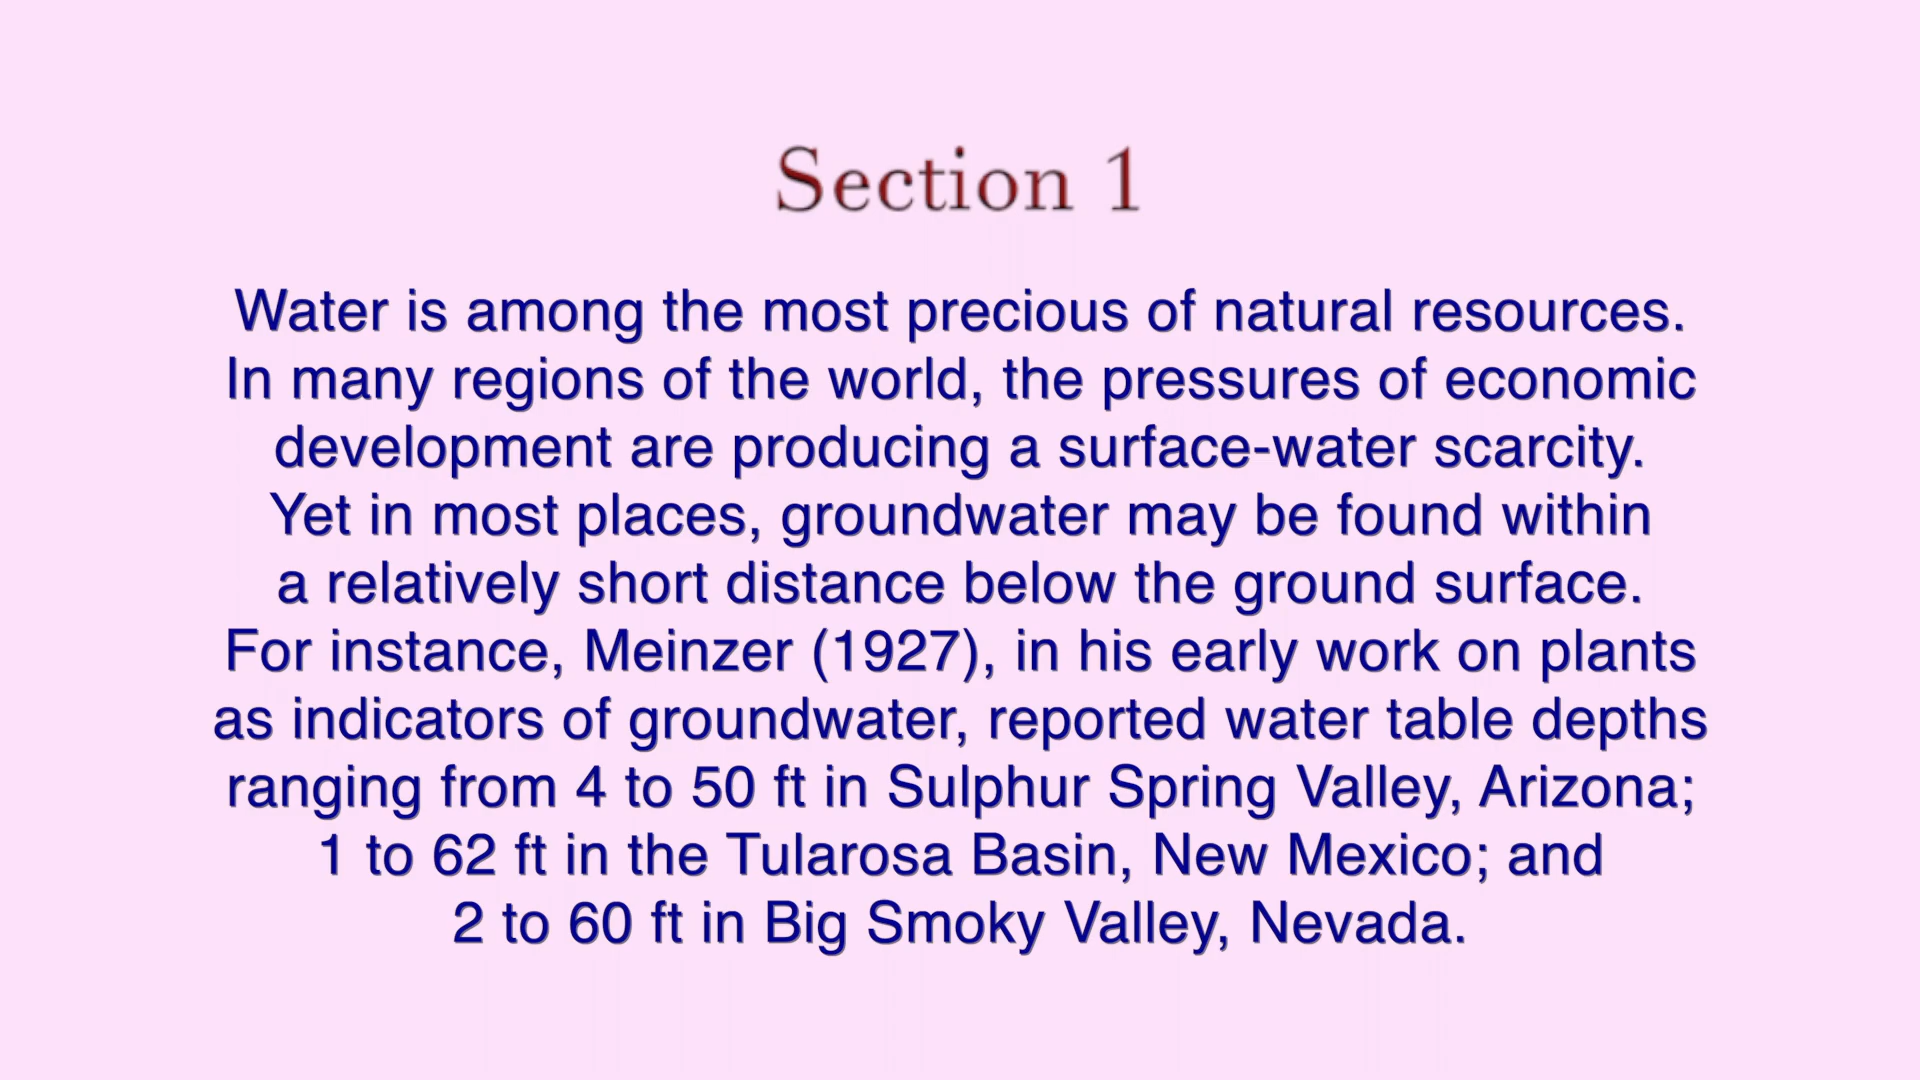 Section 1
Water is among the most precious of natural resources.
In many regions of the world, the pressures of economic
development are producing a surface-water scarcity.
Yet in most places, groundwater may be found within
a relatively short distance below the ground surface.
For instance, Meinzer (1927), in his early work on plants
as indicators of groundwater, reported water table depths
ranging from 4 to 50 ft in Sulphur Spring Valley, Arizona;
1 to 62 ft in the Tularosa Basin, New Mexico; and
2 to 60 ft in Big Smoky Valley, Nevada.